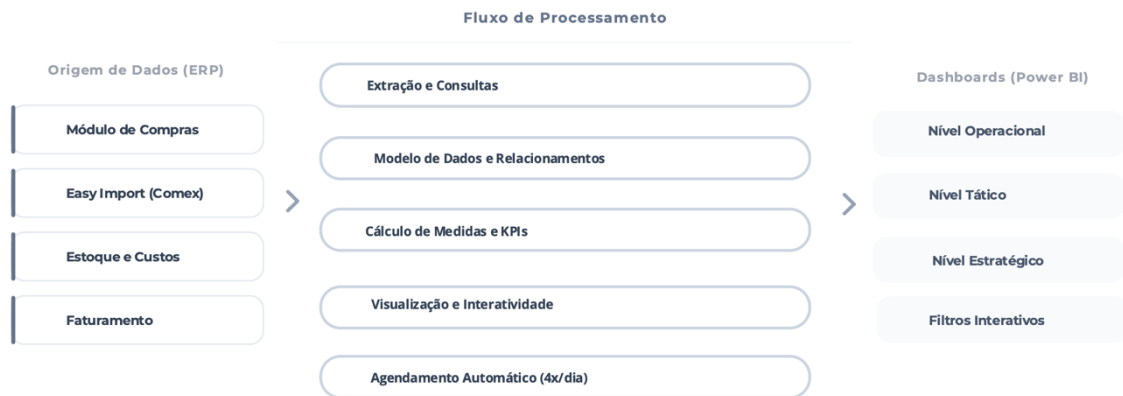 Fluxo de Processamento
Origem de Dados (ERP)
Módulo de Compras
Easy Import (Comex)
Estoque e Custos
Faturamento
Extração e Consultas
Modelo de Dados e Relacionamentos
Cálculo de Medidas e KPIs
Visualização e Interatividade
Agendamento Automático (4x/dia)
Dashboards (Power BI)
Nível Operacional
Nível Tático
Nível Estratégico
Filtros Interativos